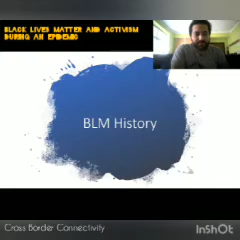 BLACK LIVES MATTER AND ACTIVISM
DURING AN EPIDEMIC
BLM History
Cross Border Connectivity
InShOt